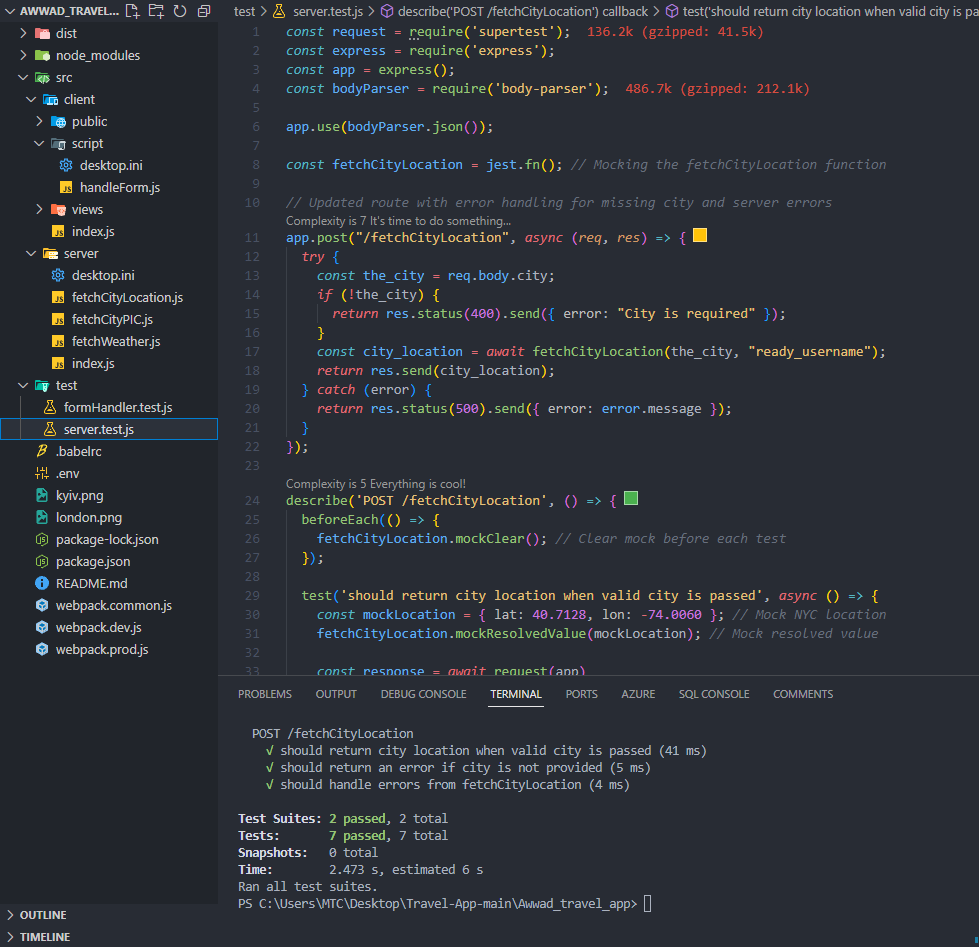 AWWAD_TRAVEL...
dist
node_modules
src
client
public
script
desktop.ini
handleForm.js
views
index.js
server
desktop.ini
fetchCityLocation.js
fetchCityPIC.js
fetchWeather.js
index.js
test
formHandler.test.js
server.test.js
.babelrc
.env
kyiv.png
london.png
package-lock.json
package.json
README.md
webpack.common.js
webpack.dev.js
webpack.prod.js
OUTLINE
TIMELINE
test > server.test.js > describe('POST /fetchCityLocation') callback > test('should return city location when valid city is pa
1 const request = require('supertest'); 136.2k (gzipped: 41.5k)
2 const express = require('express');
3 const app = express();
4 const bodyParser = require('body-parser'); 486.7k (gzipped: 212.1k)
5
6 app.use(bodyParser.json());
7
8 const fetchCityLocation = jest.fn(); // Mocking the fetchCityLocation function
9
10 // Updated route with error handling for missing city and server errors
Complexity is 7 It's time to do something...
11 app.post("/fetchCityLocation", async (req, res) => {
12 try {
13 const the_city = req.body.city;
14 if (!the_city) {
15 return res.status(400).send({ error: "City is required" });
16 }
17 const city_location = await fetchCityLocation(the_city, "ready_username");
18 return res.send(city_location);
19 } catch (error) {
20 return res.status(500).send({ error: error.message });
21 }
22 });
23
Complexity is 5 Everything is cool!
24 describe('POST /fetchCityLocation', () => {
25 beforeEach(() => {
26 fetchCityLocation.mockClear(); // Clear mock before each test
27 });
28
29 test('should return city location when valid city is passed', async () => {
30 const mockLocation = { lat: 40.7128, lon: -74.0060 }; // Mock NYC location
31 fetchCityLocation.mockResolvedValue(mockLocation); // Mock resolved value
32
33 const response = await request(app)
PROBLEMS OUTPUT DEBUG CONSOLE TERMINAL PORTS AZURE SQL CONSOLE COMMENTS
POST /fetchCityLocation
√ should return city location when valid city is passed (41 ms)
√ should return an error if city is not provided (5 ms)
√ should handle errors from fetchCityLocation (4 ms)
Test Suites: 2 passed, 2 total
Tests: 7 passed, 7 total
Snapshots: 0 total
Time: 2.473 s, estimated 6 s
Ran all test suites.
PS C:\Users\MTC\Desktop\Travel-App-main\Awwad_travel_app>